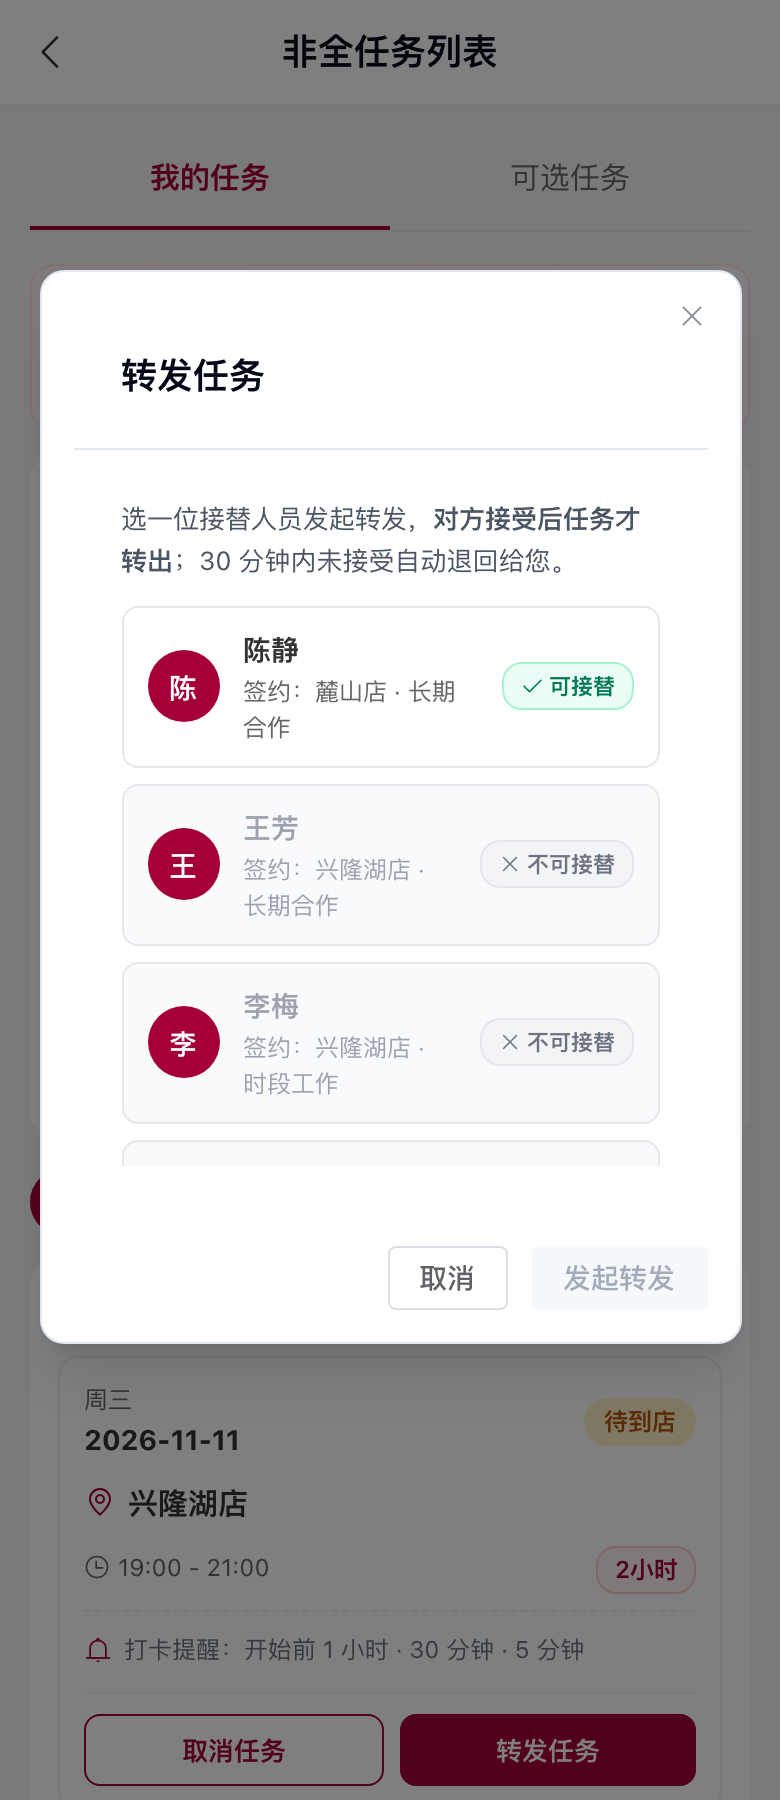 非全任务列表
我的任务
可选任务
转发任务
选一位接替人员发起转发，对方接受后任务才
转出；30 分钟内未接受自动退回给您。
陈
陈静
签约：麓山店 · 长期
合作
可接替
王
王芳
签约：兴隆湖店 ·
长期合作
不可接替
李
李梅
签约：兴隆湖店 ·
时段工作
不可接替
取消
发起转发
周三
2026-11-11
待到店
兴隆湖店
19:00 - 21:00
2小时
打卡提醒：开始前 1 小时 · 30 分钟 · 5 分钟
取消任务
转发任务